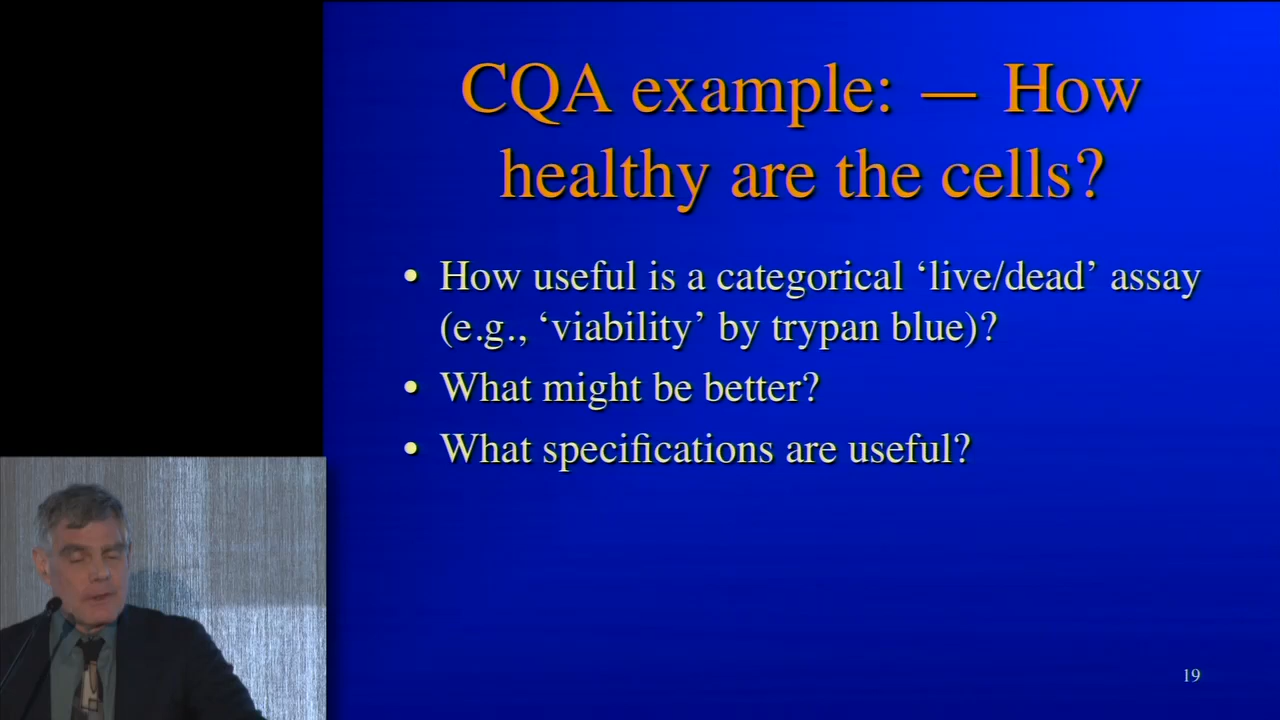 CQA example: — How
healthy are the cells?
• How useful is a categorical ‘live/dead’ assay
(e.g., ‘viability’ by trypan blue)?
• What might be better?
• What specifications are useful?
19